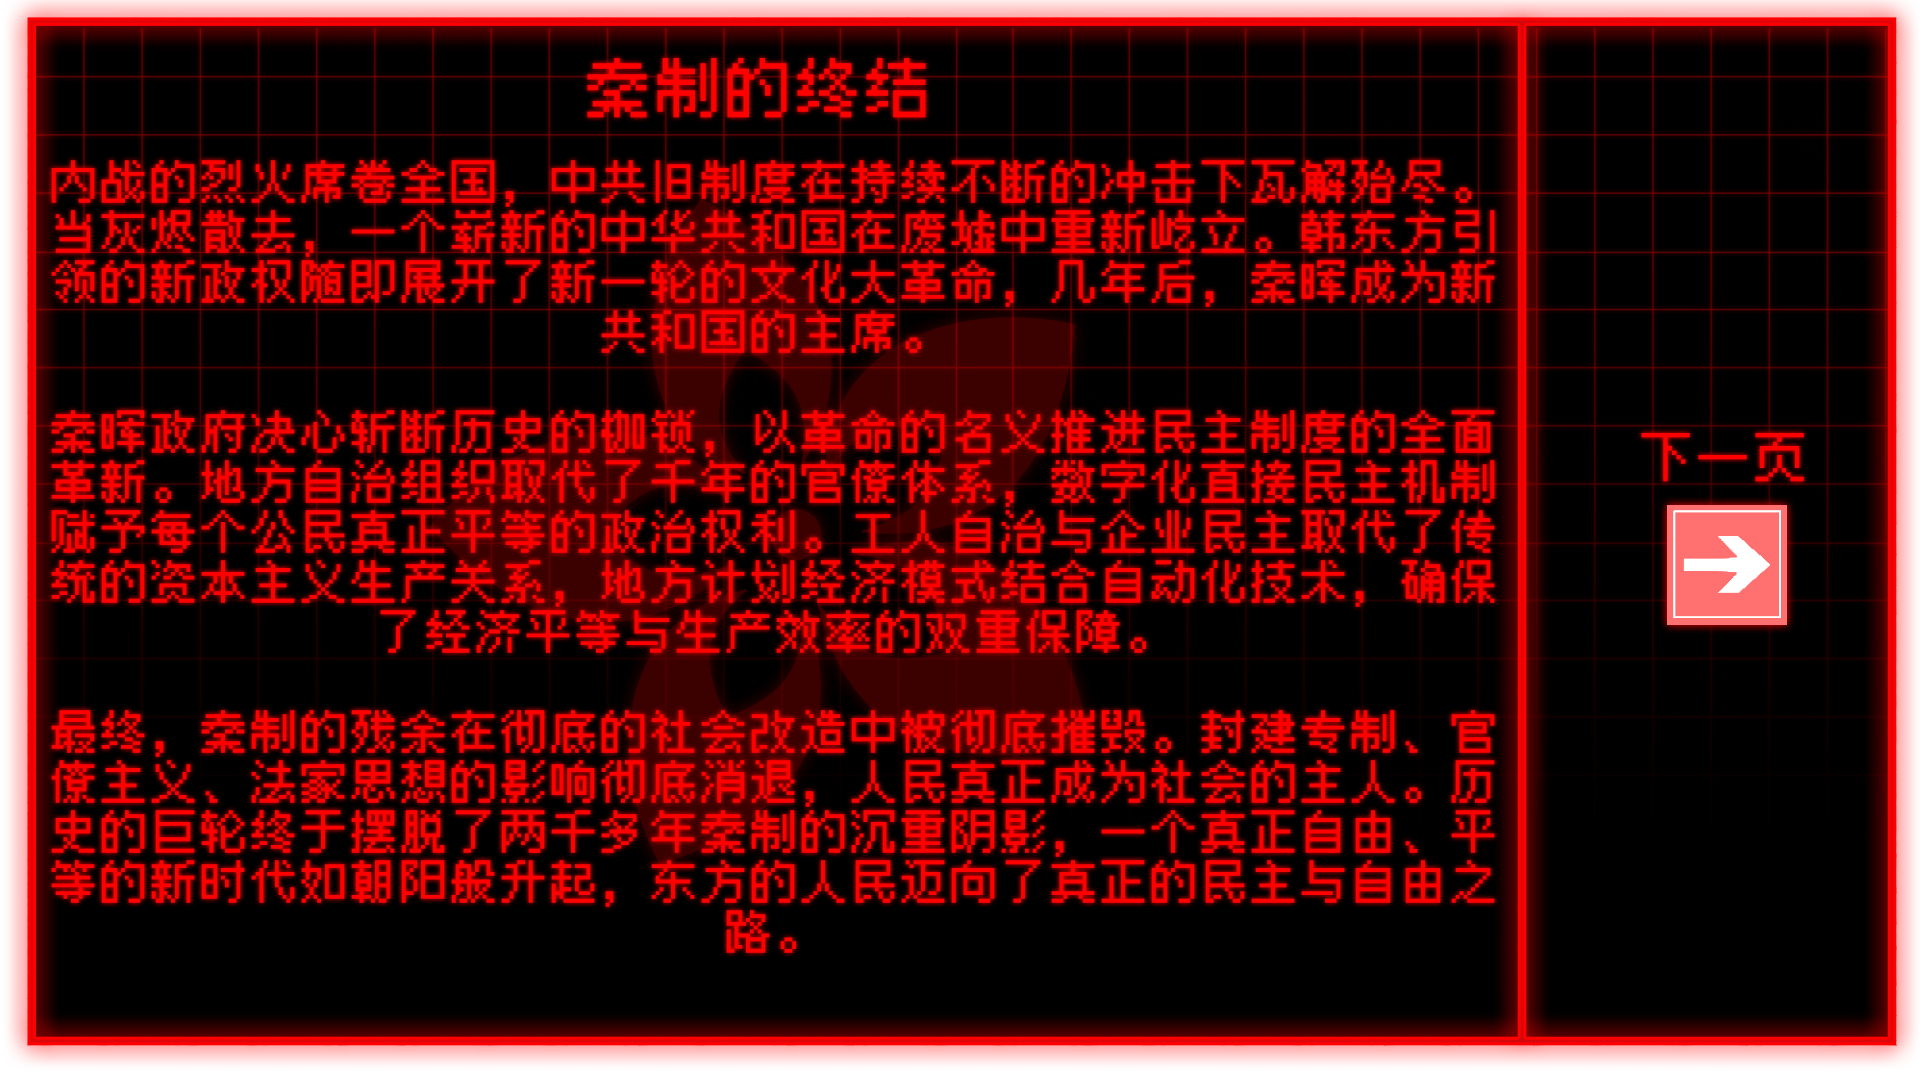 秦制的终结
内战的烈火席卷全国，中共旧制度在持续不断的冲击下瓦解殆尽。
当灰烬散去，一个崭新的中华共和国在废墟中重新屹立。韩东方引
领的新政权随即展开了新一轮的文化大革命，几年后，秦晖成为新
共和国的主席。
秦晖政府决心斩断历史的枷锁，以革命的名义推进民主制度的全面
革新。地方自治组织取代了千年的官僚体系，数字化直接民主机制
赋予每个公民真正平等的政治权利。工人自治与企业民主取代了传
统的资本主义生产关系，地方计划经济模式结合自动化技术，确保
了经济平等与生产效率的双重保障。
最终，秦制的残余在彻底的社会改造中被彻底摧毁。封建专制、官
僚主义、法家思想的影响彻底消退，人民真正成为社会的主人。历
史的巨轮终于摆脱了两千多年秦制的沉重阴影，一个真正自由、平
等的新时代如朝阳般升起，东方的人民迈向了真正的民主与自由之
路。
下一页